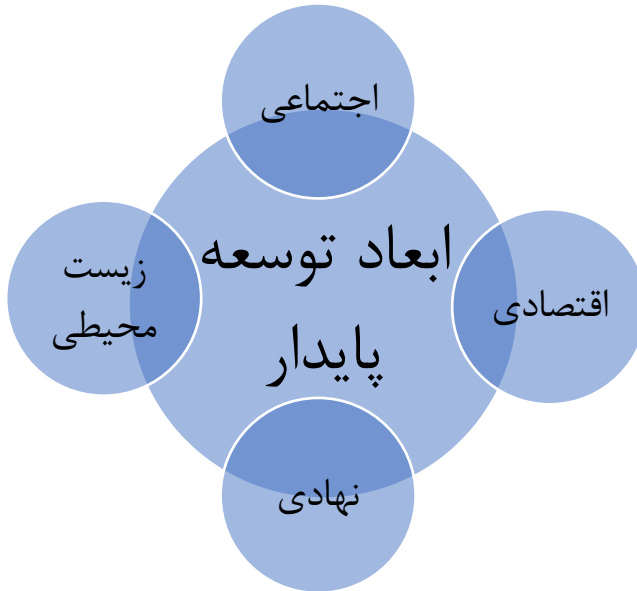 اجتماعی
ابعاد توسعه
پایدار
اقتصادی
نهادی
زیست
محیطی